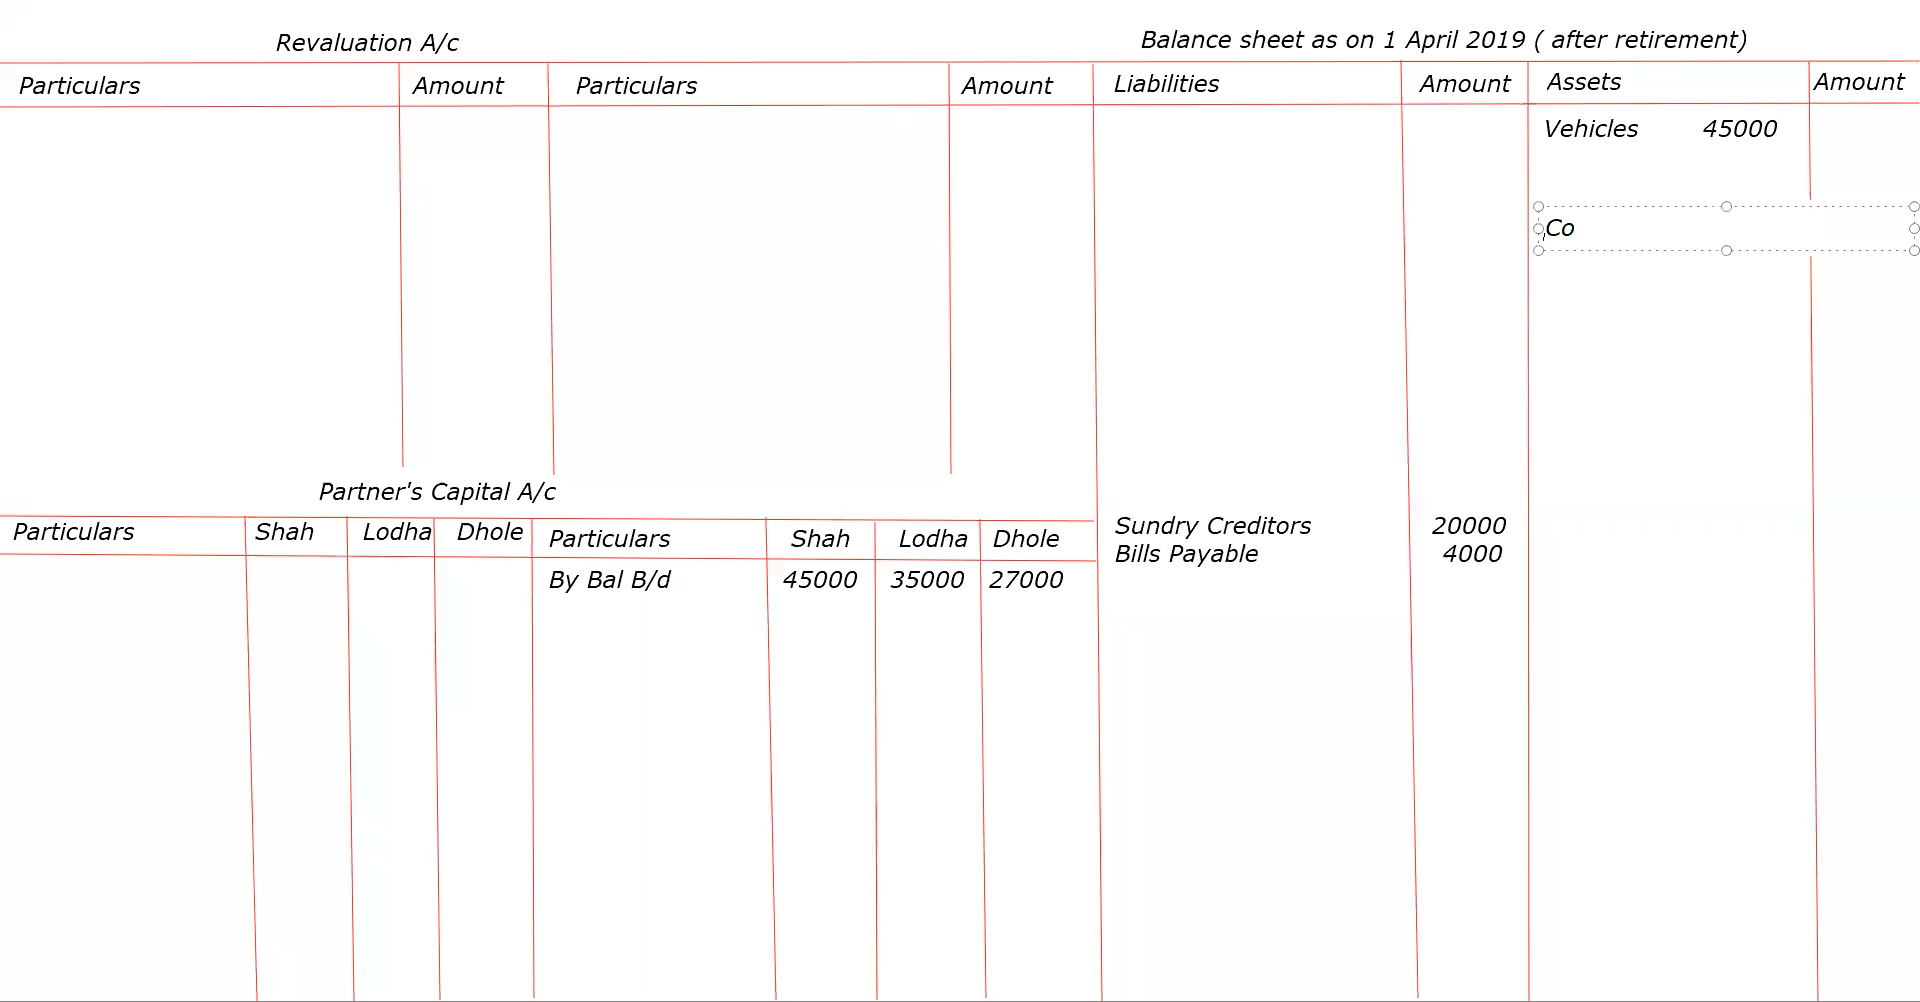 Revaluation A/c
Particulars Amount Particulars Amount
Partner's Capital A/c
Particulars Shah Lodha Dhole Particulars Shah Lodha Dhole
By Bal B/d 45000 35000 27000
Balance sheet as on 1 April 2019 ( after retirement)
Liabilities Amount Assets Amount
Vehicles 45000
Co
Sundry Creditors 20000
Bills Payable 4000